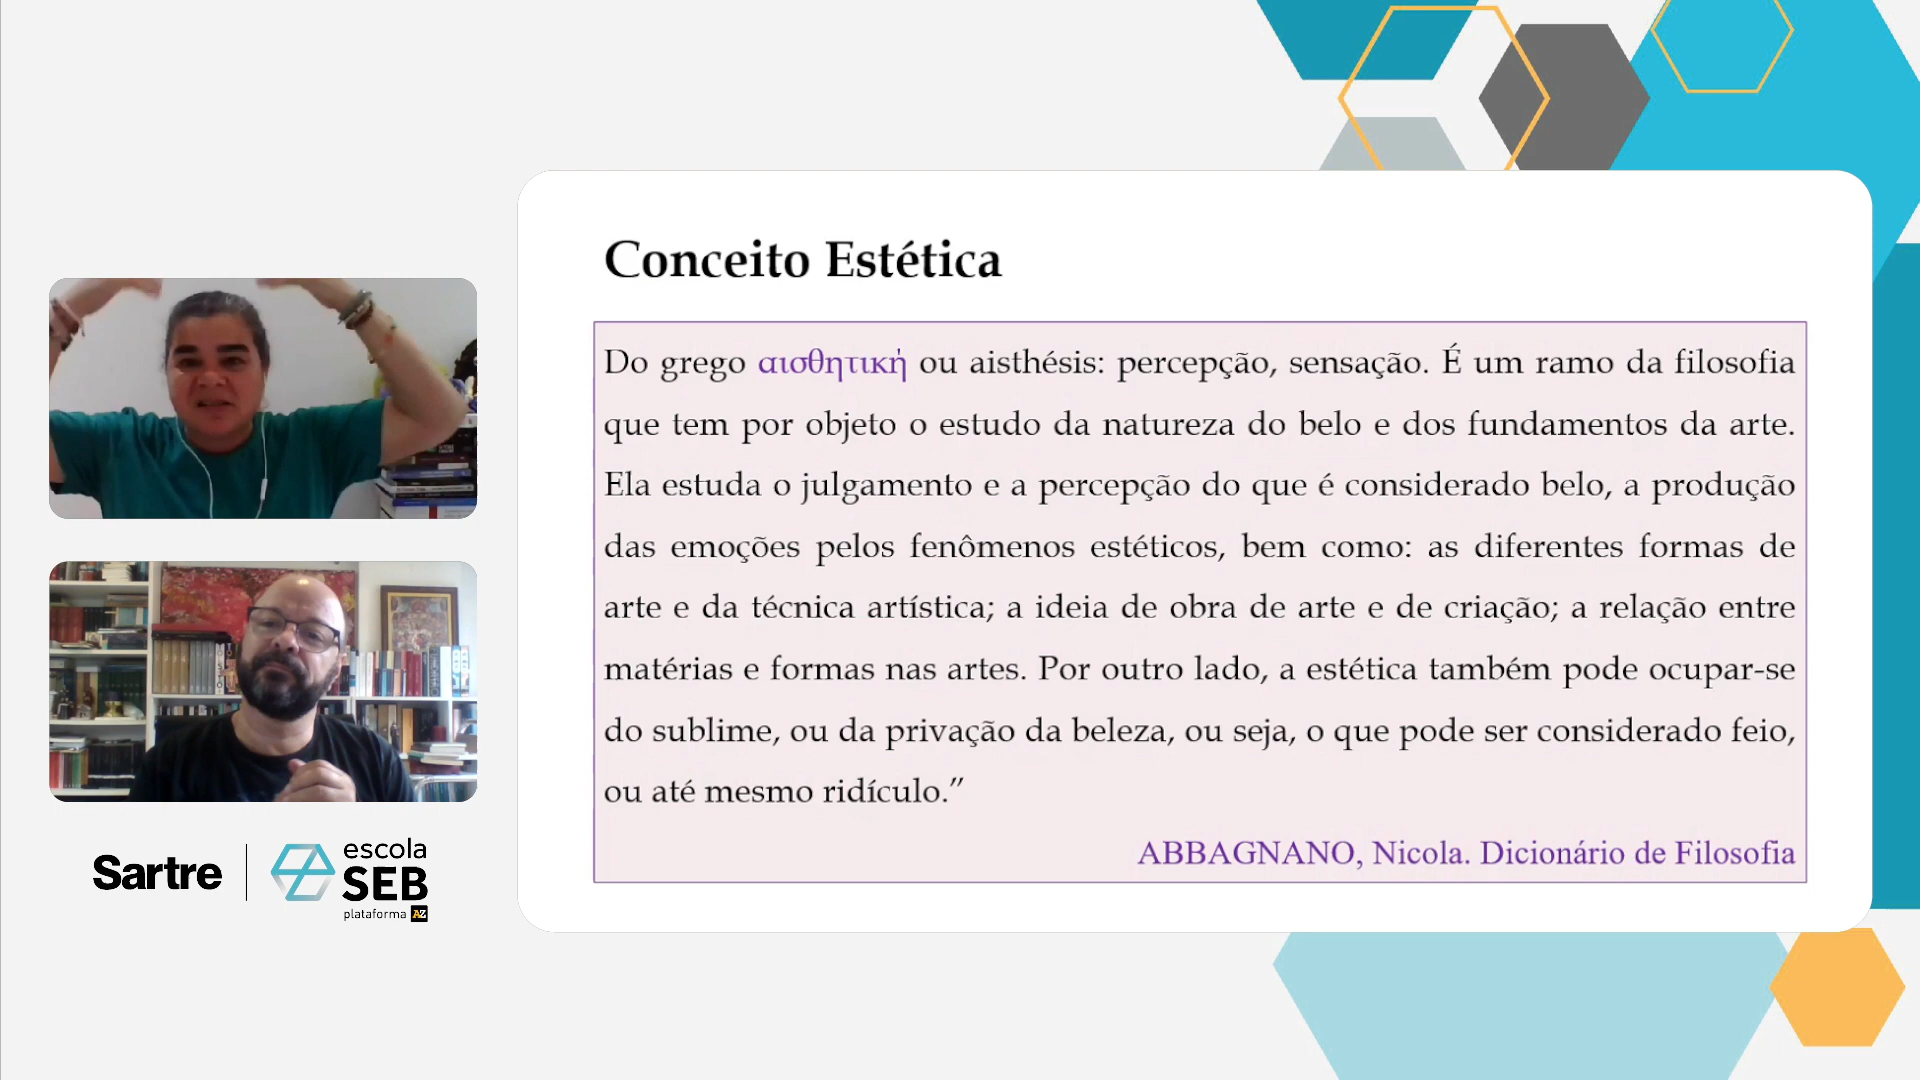 Conceito Estética
Do grego αισθητική ou aisthésis: percepção, sensação. É um ramo da filosofia
que tem por objeto o estudo da natureza do belo e dos fundamentos da arte.
Ela estuda o julgamento e a percepção do que é considerado belo, a produção
das emoções pelos fenômenos estéticos, bem como: as diferentes formas de
arte e da técnica artística; a ideia de obra de arte e de criação; a relação entre
matérias e formas nas artes. Por outro lado, a estética também pode ocupar-se
do sublime, ou da privação da beleza, ou seja, o que pode ser considerado feio,
ou até mesmo ridículo.”
ABBAGNANO, Nicola. Dicionário de Filosofia
Sartre
escola
SEB
plataforma AZ